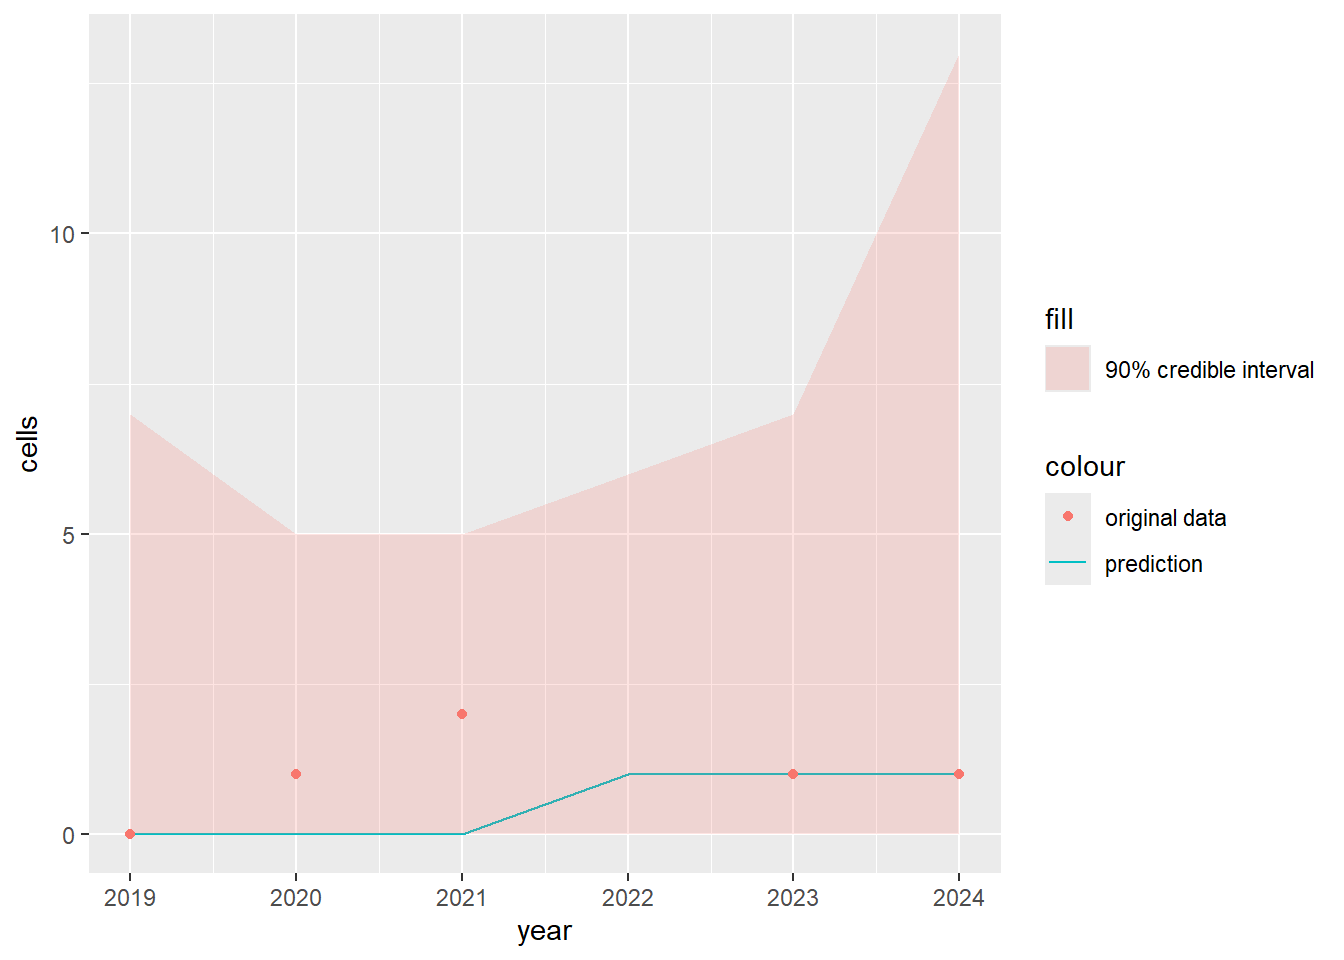 10
5
0
cells
2019 2020 2021 2022 2023 2024
year
fill
90% credible interval
colour
original data
prediction